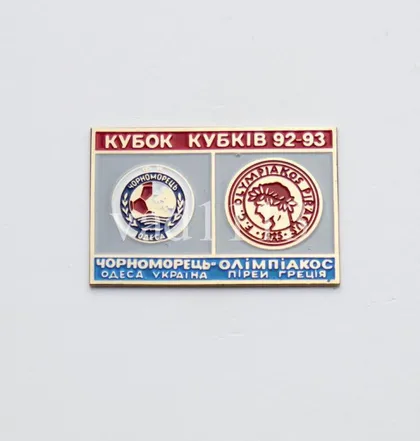 КУБОК КУБКІВ 92-93
ЧОРНОМОРЕЦЬ
ОДЕСА
F.C. OLYMPIAKOS PIRAEUS
1925
ЧОРНОМОРЕЦЬ-ОЛІМПІАКОС
ОДЕСА УКРАЇНА ПІРЕЙ ГРЕЦІЯ